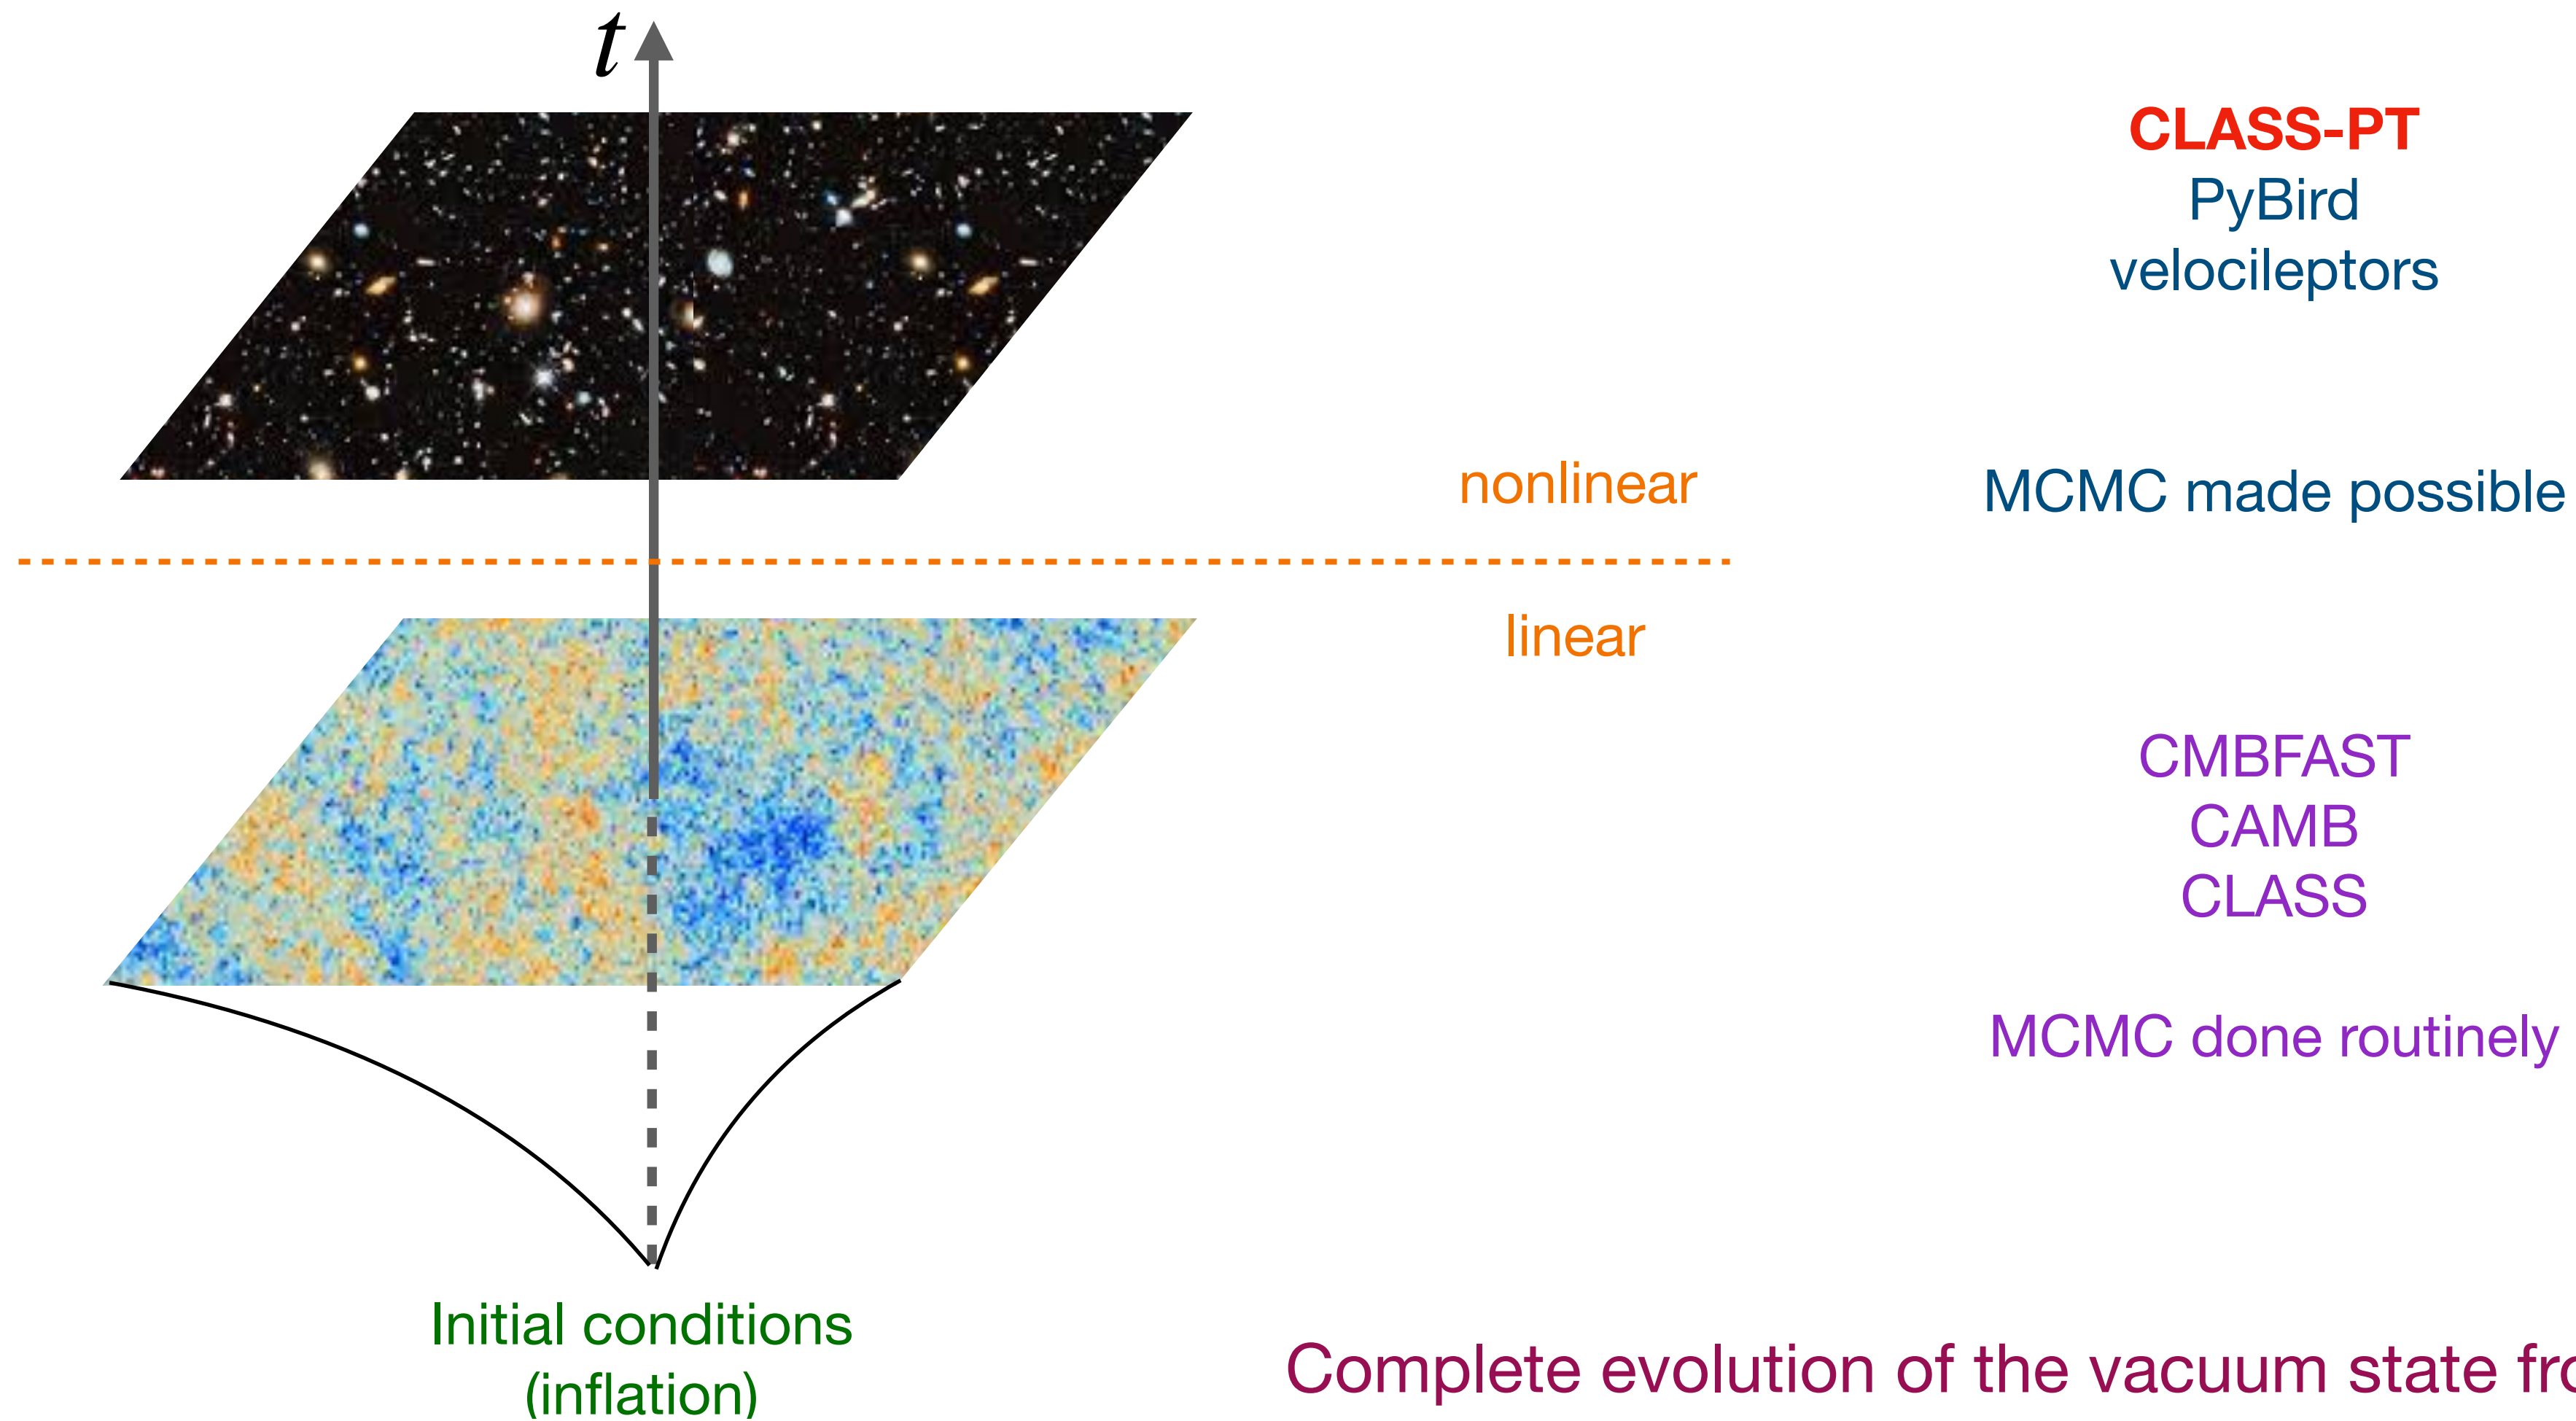 t
CLASS-PT
PyBird
velocileptors
nonlinear
MCMC made possible
linear
CMBFAST
CAMB
CLASS
MCMC done routinely
Initial conditions
(inflation)
Complete evolution of the vacuum state